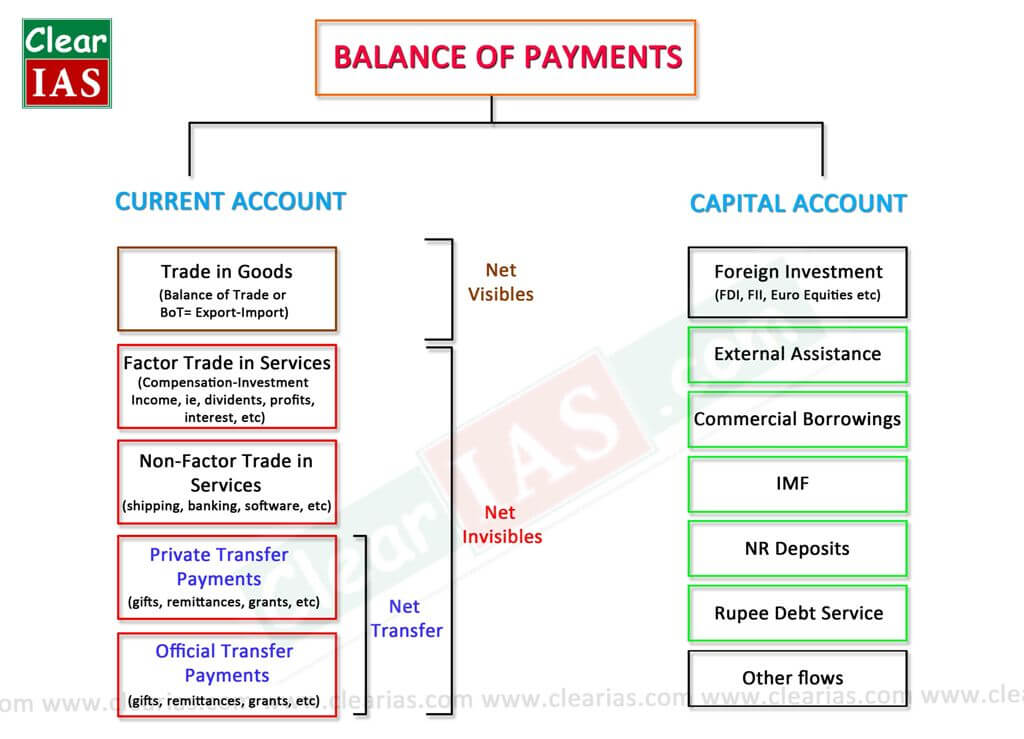 Clear
IAS
BALANCE OF PAYMENTS
CURRENT ACCOUNT
Trade in Goods
(Balance of Trade or
BoT= Export-Import)
Factor Trade in Services
(Compensation-Investment
Income, ie, dividents, profits,
interest, etc)
Non-Factor Trade in
Services
(shipping, banking, software, etc)
Private Transfer
Payments
(gifts, remittances, grants, etc)
Official Transfer
Payments
(gifts, remittances, grants, etc)
Net
Visibles
Net
Invisibles
Net
Transfer
CAPITAL ACCOUNT
Foreign Investment
(FDI, FII, Euro Equities etc)
External Assistance
Commercial Borrowings
IMF
NR Deposits
Rupee Debt Service
Other flows
ClearIAS.com
om www.clearias.com www.clearias.com www.clearias.com www.clearias.com www.clea